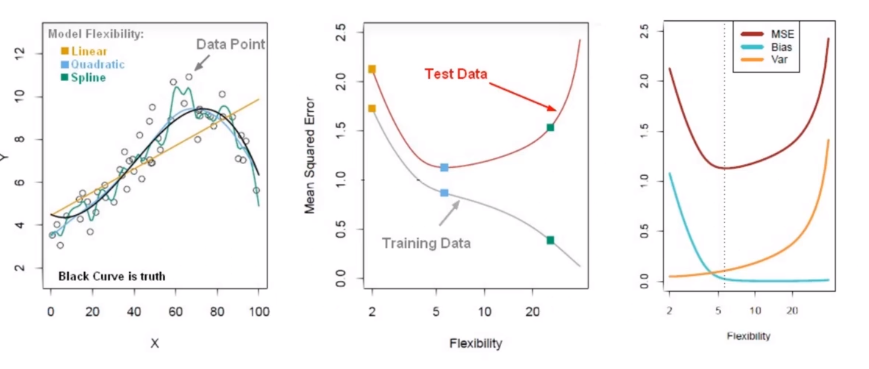 Model Flexibility:
Linear
Quadratic
Spline
Data Point
Black Curve is truth
Y
2
4
6
8
10
12
0 20 40 60 80 100
X
Test Data
Training Data
Mean Squared Error
0.0
0.5
1.0
1.5
2.0
2.5
2 5 10 20
Flexibility
MSE
Bias
Var
0.0
0.5
1.0
1.5
2.0
2.5
2 5 10 20
Flexibility